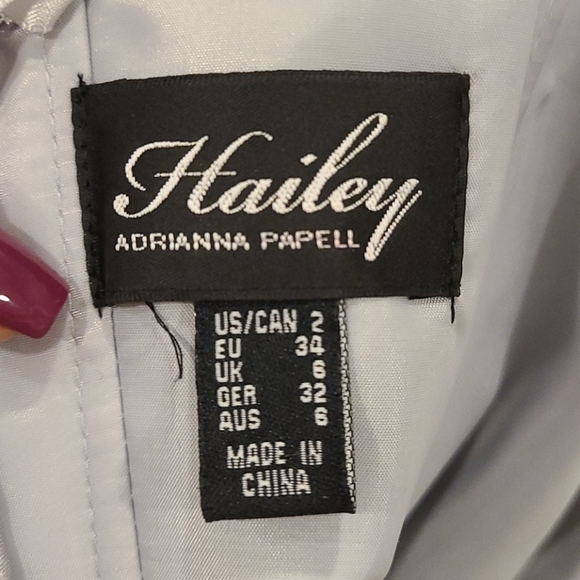 Hailey
ADRIANNA PAPELL
US/CAN 2
EU 34
UK 6
GER 32
AUS 6
MADE IN
CHINA